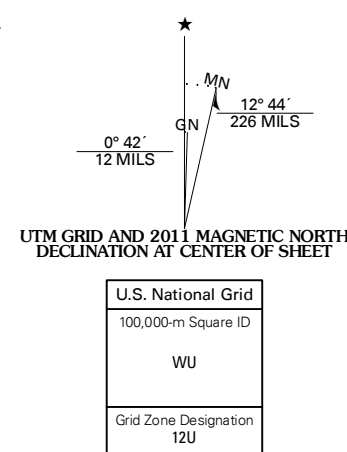 ★
MN
GN
12° 44´
226 MILS
0° 42´
12 MILS
UTM GRID AND 2011 MAGNETIC NORTH
DECLINATION AT CENTER OF SHEET
U.S. National Grid
100,000-m Square ID
WU
Grid Zone Designation
12U